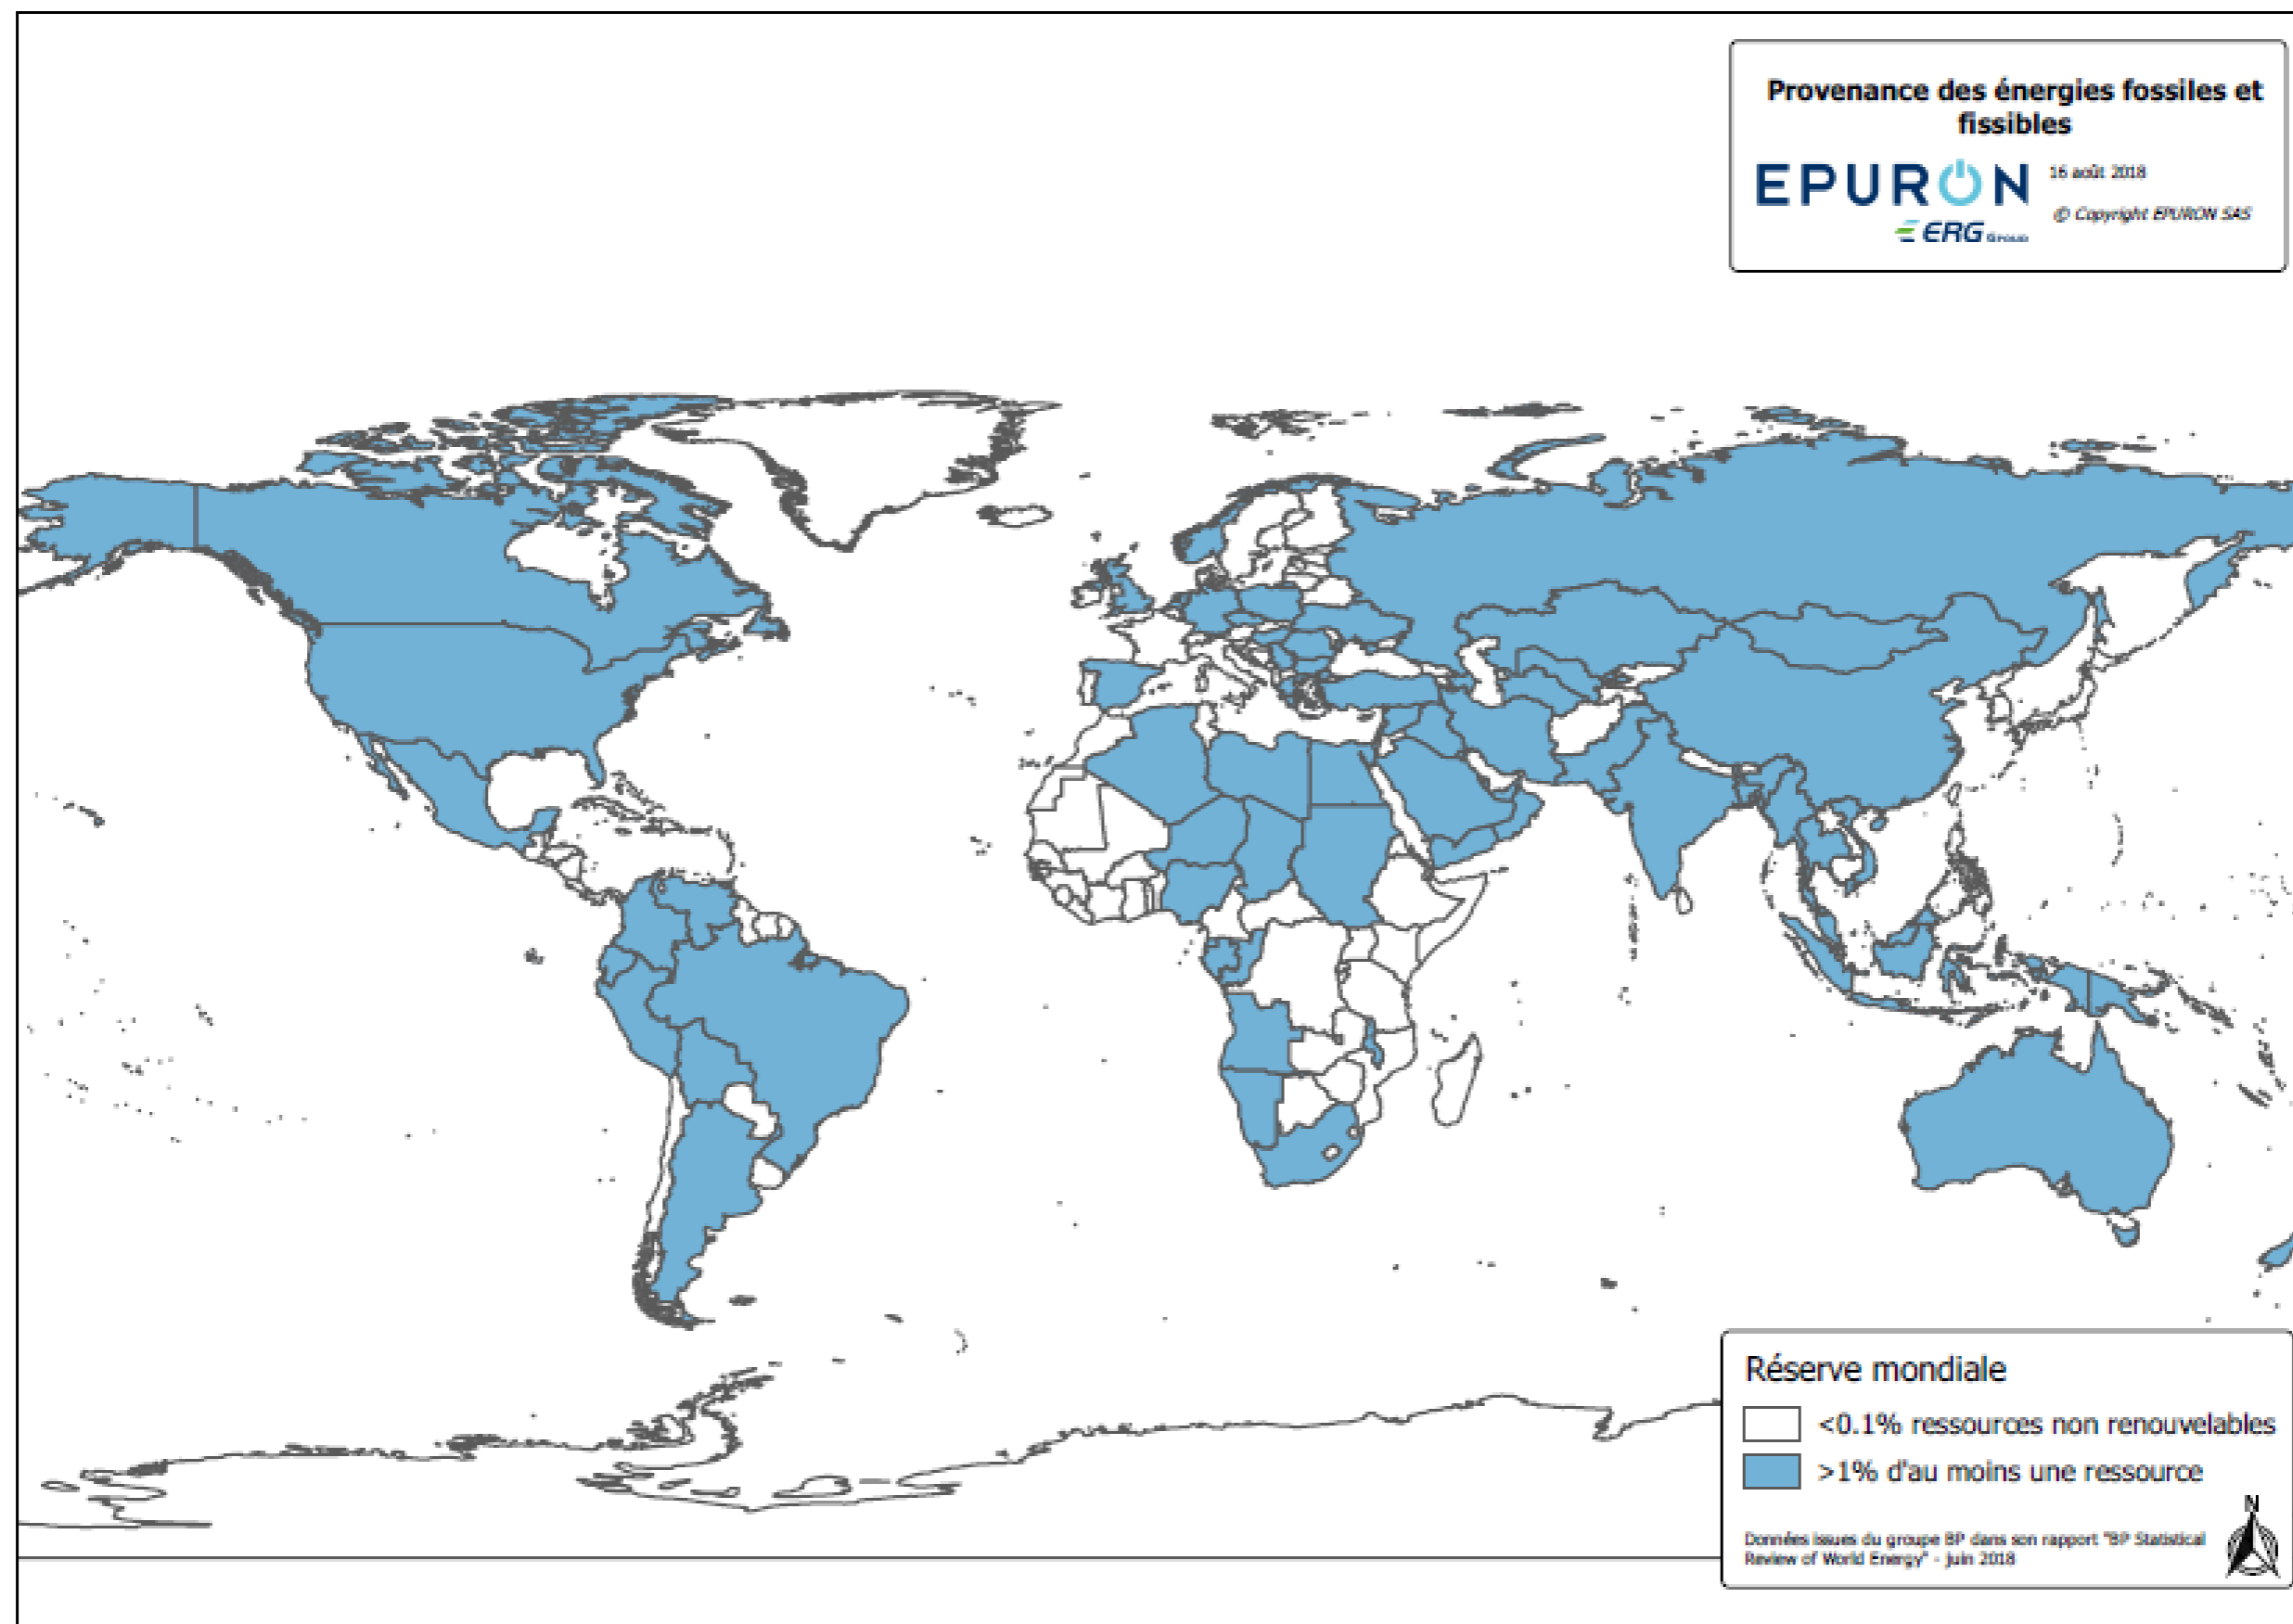 Provenance des énergies fossiles et
fissibles
EPURON
16 août 2018
© Copyright EPURON SAS
ERG Group
Réserve mondiale
<0.1% ressources non renouvelables
>1% d'au moins une ressource
N
Données issues du groupe BP dans son rapport "BP Statistical
Review of World Energy" - juin 2018